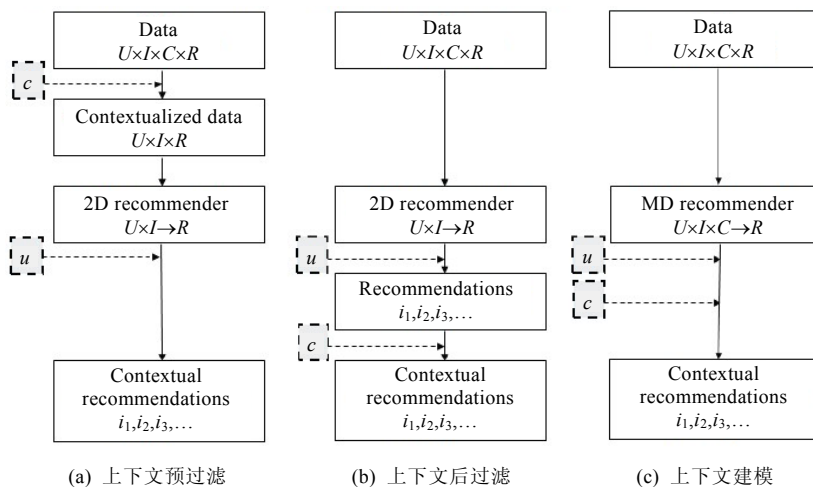 Data
U×I×C×R
c
Contextualized data
U×I×R
2D recommender
U×I→R
u
Contextual
recommendations
i₁,i₂,i₃,…
(a) 上下文预过滤
Data
U×I×C×R
2D recommender
U×I→R
u
Recommendations
i₁,i₂,i₃,…
c
Contextual
recommendations
i₁,i₂,i₃,…
(b) 上下文后过滤
Data
U×I×C×R
MD recommender
U×I×C→R
u
c
Contextual
recommendations
i₁,i₂,i₃,…
(c) 上下文建模